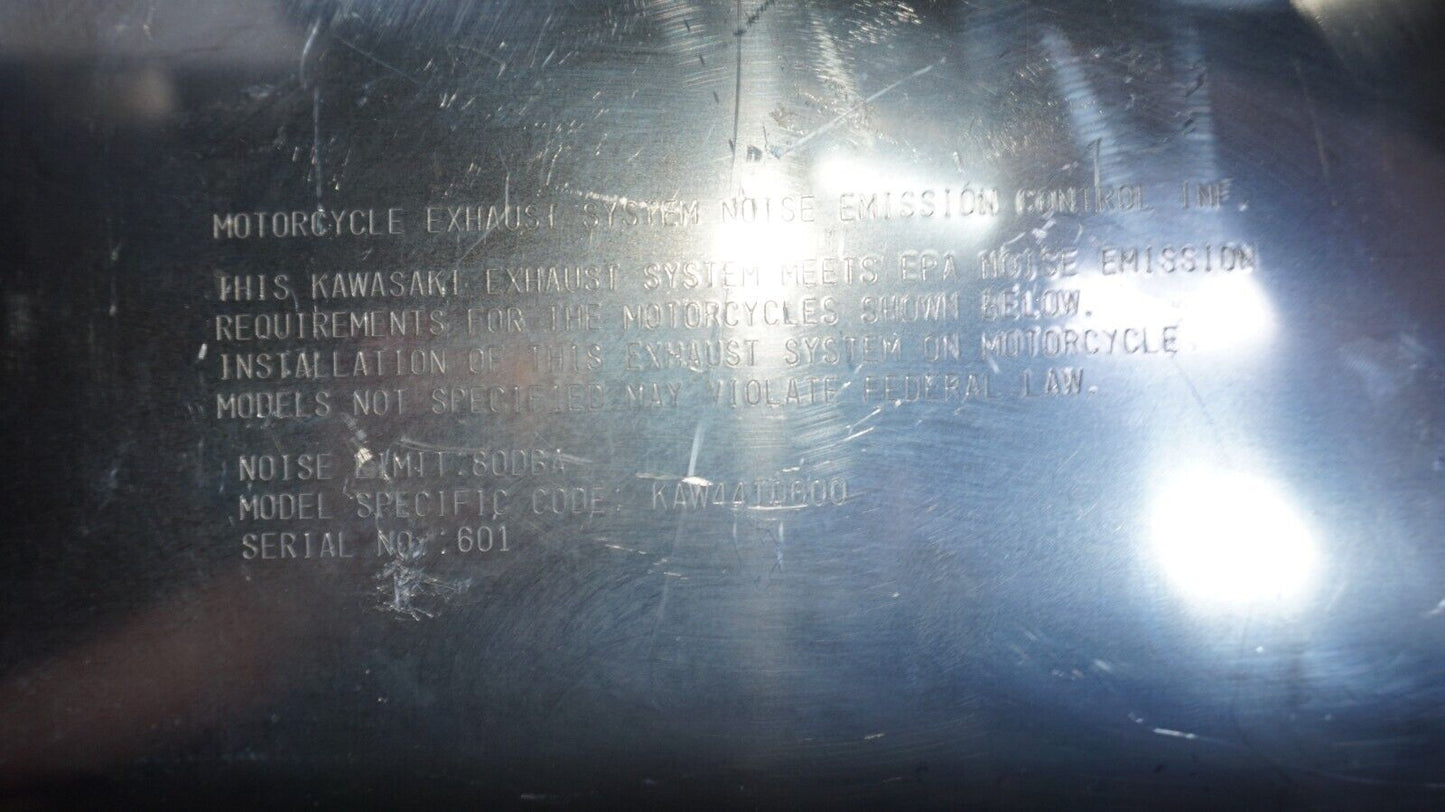 MOTORCYCLE EXHAUST SYSTEM NOISE EMISSION CONTROL INF.
THIS KAWASAKI EXHAUST SYSTEM MEETS EPA NOISE EMISSION
REQUIREMENTS FOR THE MOTORCYCLES SHOWN BELOW.
INSTALLATION OF THIS EXHAUST SYSTEM ON MOTORCYCLE
MODELS NOT SPECIFIED MAY VIOLATE FEDERAL LAW.
NOISE LIMIT:80DBA
MODEL SPECIFIC CODE:
SERIAL NO.:601